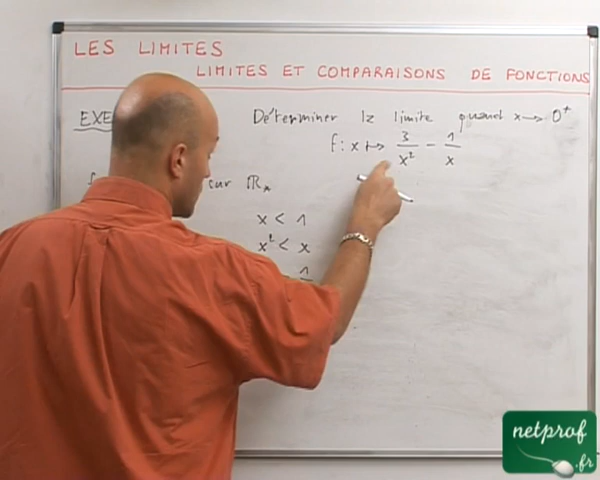 LES LIMITES
LIMITES ET COMPARAISONS DE FONCTIONS
EXE
Déterminer la limite quand x → 0⁺
f: x ↦ 3/x² − 1/x
sur ℝ*
x < 1
x² < x
1
netprof
.fr